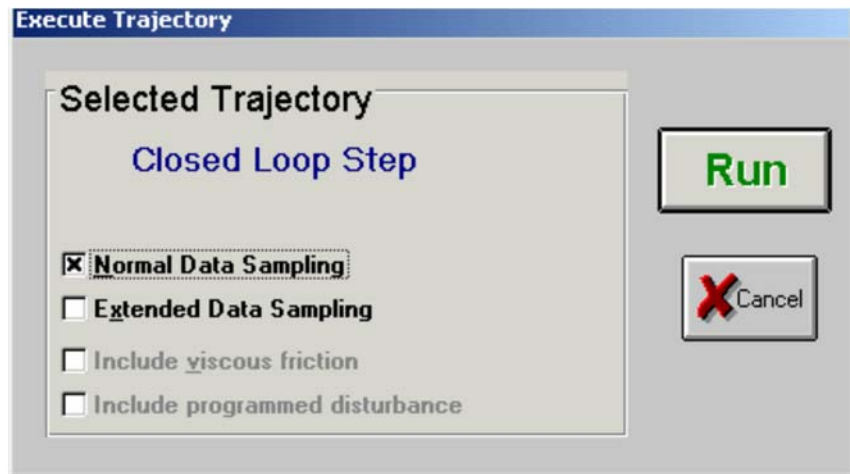 Execute Trajectory
Selected Trajectory
Closed Loop Step
Normal Data Sampling
Extended Data Sampling
Include viscous friction
Include programmed disturbance
Run
Cancel